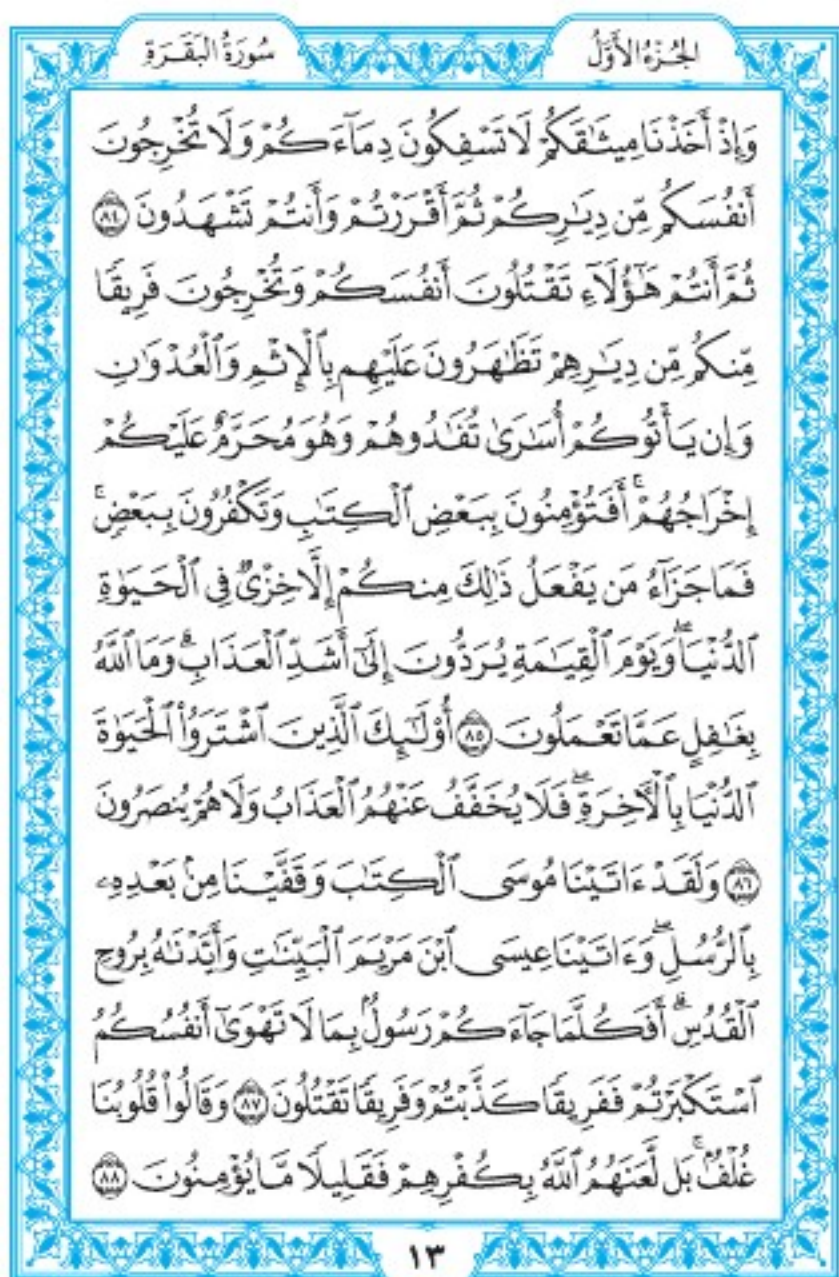 الجُزْءُ الأَوَّلُ سُورَةُ البَقَرَةِ
وَإِذْ أَخَذْنَا مِيثَٰقَكُمْ لَا تَسْفِكُونَ دِمَآءَكُمْ وَلَا تُخْرِجُونَ
أَنفُسَكُم مِّن دِيَٰرِكُمْ ثُمَّ أَقْرَرْتُمْ وَأَنتُمْ تَشْهَدُونَ ٨٤
ثُمَّ أَنتُمْ هَٰٓؤُلَآءِ تَقْتُلُونَ أَنفُسَكُمْ وَتُخْرِجُونَ فَرِيقًا
مِّنكُم مِّن دِيَٰرِهِمْ تَظَٰهَرُونَ عَلَيْهِم بِٱلْإِثْمِ وَٱلْعُدْوَٰنِ
وَإِن يَأْتُوكُمْ أُسَٰرَىٰ تُفَٰدُوهُمْ وَهُوَ مُحَرَّمٌ عَلَيْكُمْ
إِخْرَاجُهُمْ ۚ أَفَتُؤْمِنُونَ بِبَعْضِ ٱلْكِتَٰبِ وَتَكْفُرُونَ بِبَعْضٍ ۚ
فَمَا جَزَآءُ مَن يَفْعَلُ ذَٰلِكَ مِنكُمْ إِلَّا خِزْىٌ فِى ٱلْحَيَوٰةِ
ٱلدُّنْيَا ۖ وَيَوْمَ ٱلْقِيَٰمَةِ يُرَدُّونَ إِلَىٰٓ أَشَدِّ ٱلْعَذَابِ ۗ وَمَا ٱللَّهُ
بِغَٰفِلٍ عَمَّا تَعْمَلُونَ ٨٥ أُو۟لَٰٓئِكَ ٱلَّذِينَ ٱشْتَرَوُا۟ ٱلْحَيَوٰةَ
ٱلدُّنْيَا بِٱلْءَاخِرَةِ ۖ فَلَا يُخَفَّفُ عَنْهُمُ ٱلْعَذَابُ وَلَا هُمْ يُنصَرُونَ
٨٦ وَلَقَدْ ءَاتَيْنَا مُوسَى ٱلْكِتَٰبَ وَقَفَّيْنَا مِنۢ بَعْدِهِۦ
بِٱلرُّسُلِ ۖ وَءَاتَيْنَا عِيسَى ٱبْنَ مَرْيَمَ ٱلْبَيِّنَٰتِ وَأَيَّدْنَٰهُ بِرُوحِ
ٱلْقُدُسِ ۗ أَفَكُلَّمَا جَآءَكُمْ رَسُولٌۢ بِمَا لَا تَهْوَىٰٓ أَنفُسُكُمُ
ٱسْتَكْبَرْتُمْ فَفَرِيقًا كَذَّبْتُمْ وَفَرِيقًا تَقْتُلُونَ ٨٧ وَقَالُوا۟ قُلُوبُنَا
غُلْفٌۢ ۚ بَل لَّعَنَهُمُ ٱللَّهُ بِكُفْرِهِمْ فَقَلِيلًا مَّا يُؤْمِنُونَ ٨٨
١٣